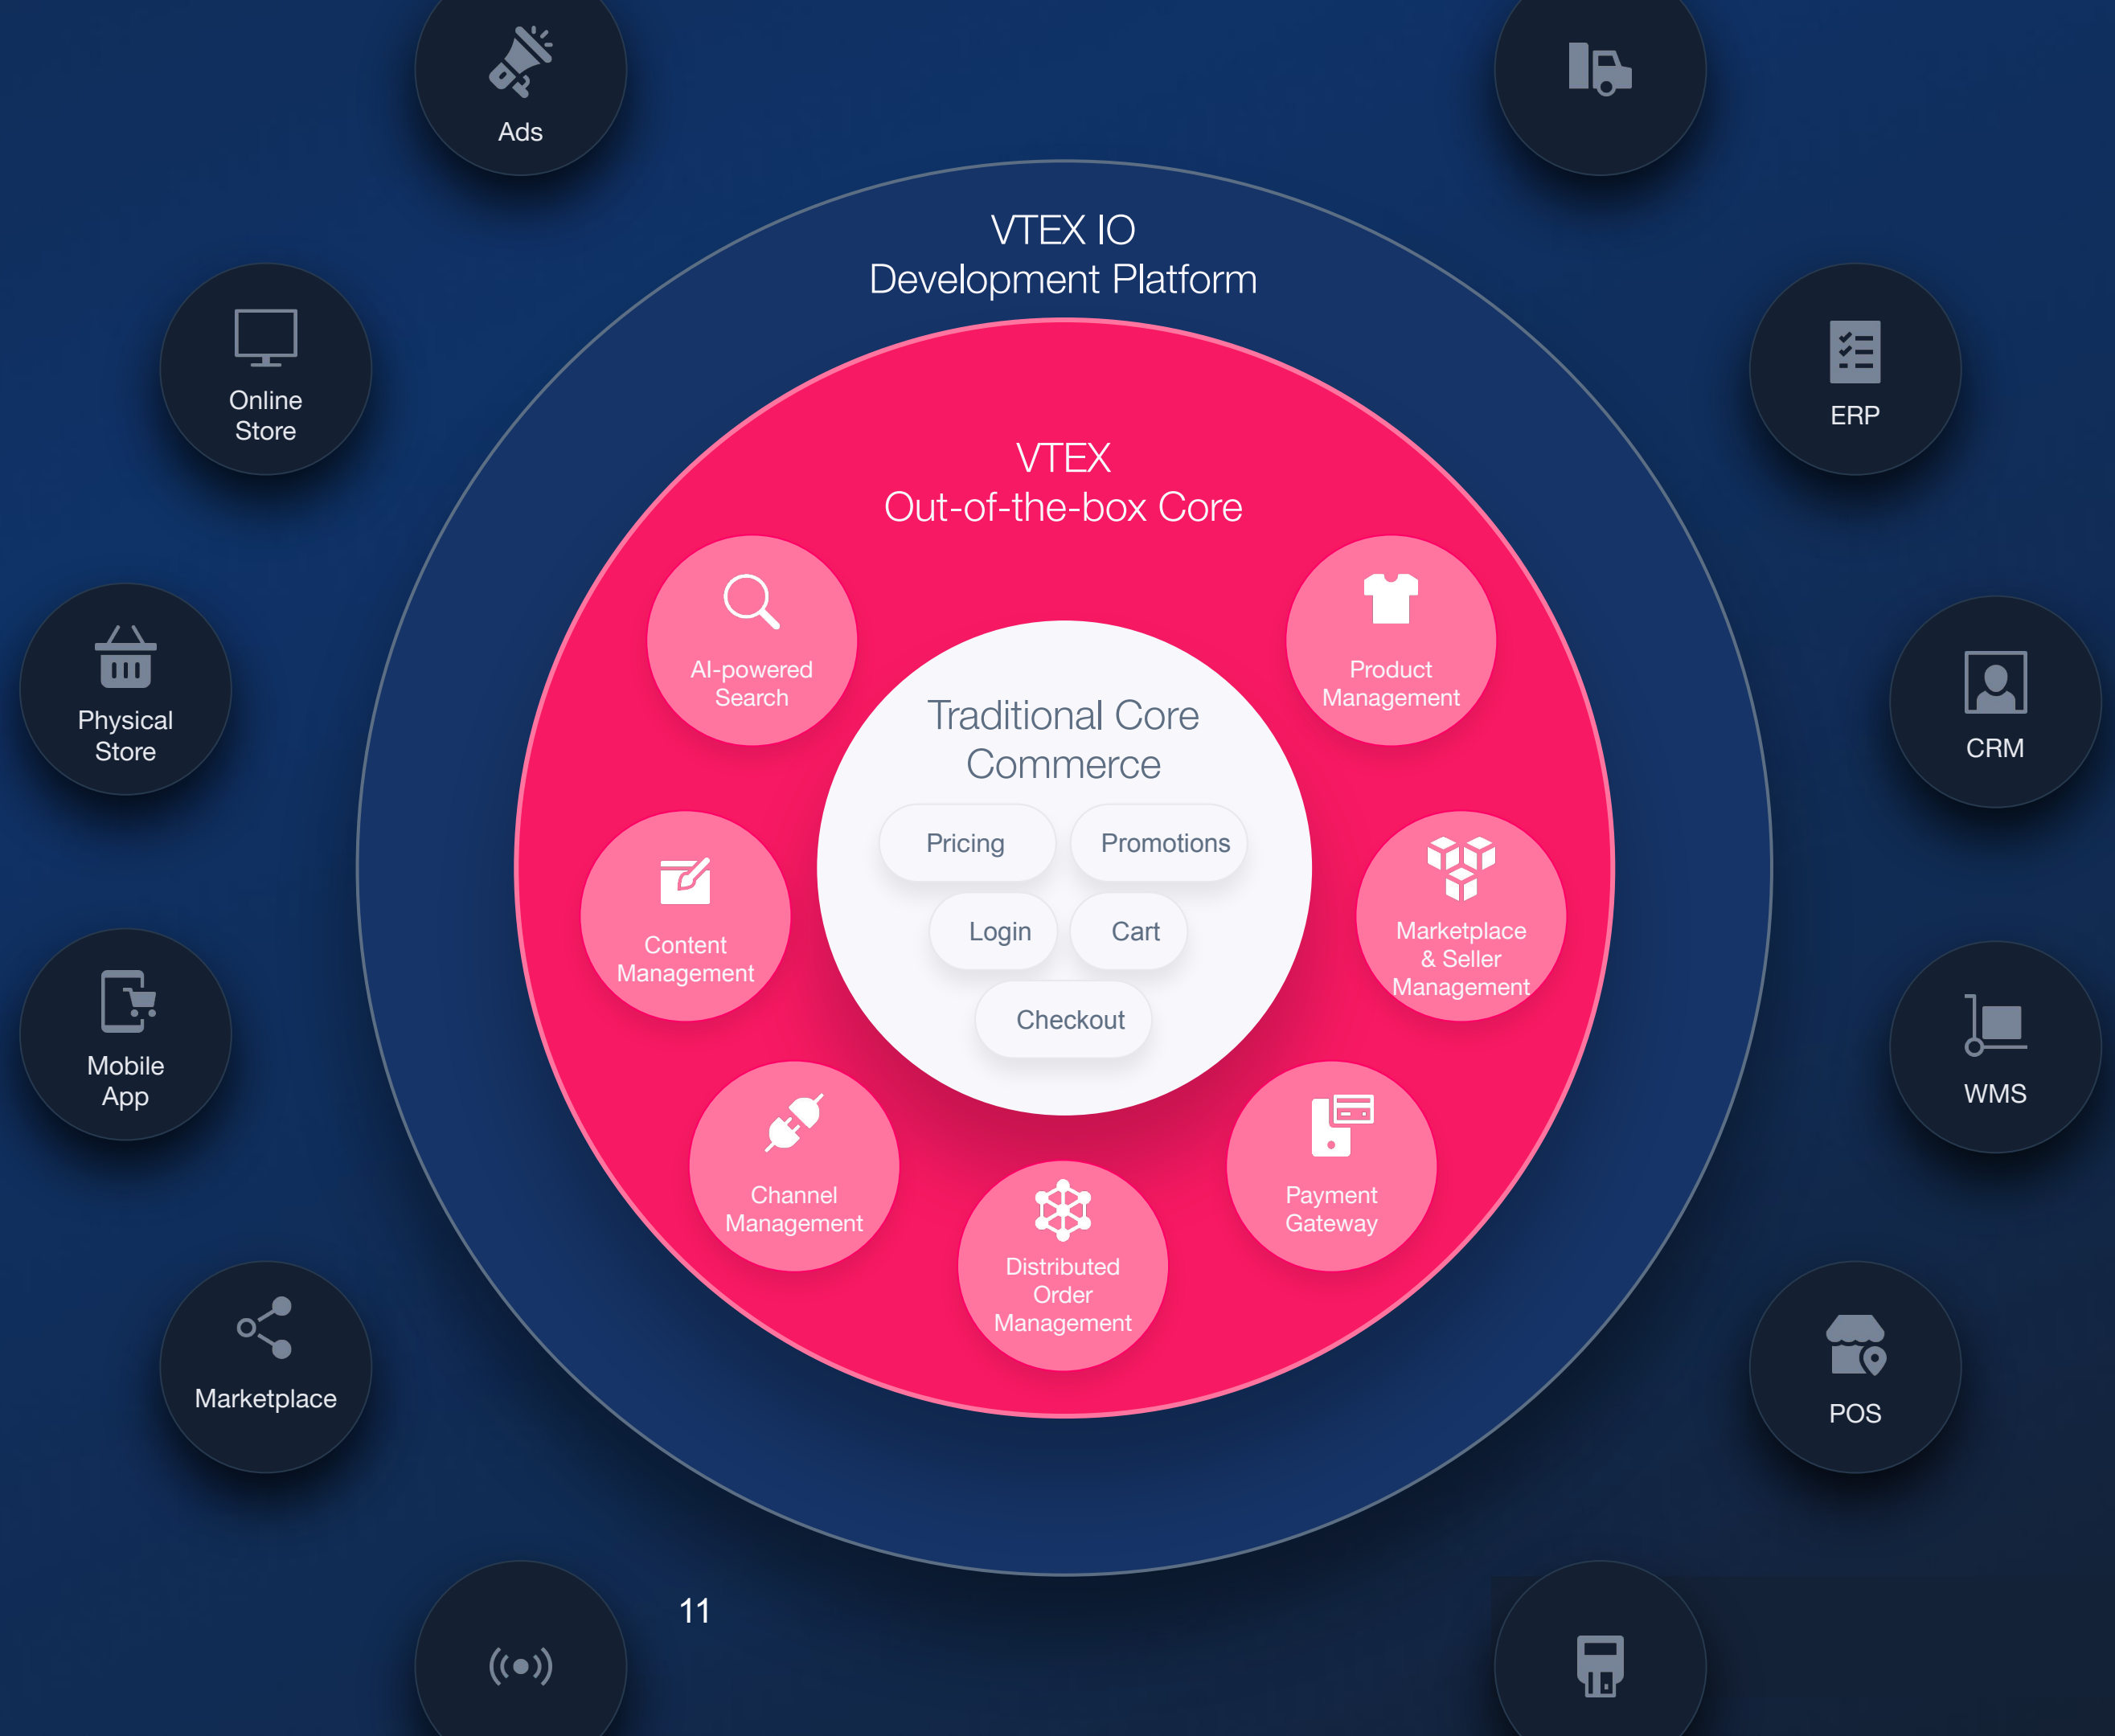 Ads
VTEX IO
Development Platform
Online
Store
ERP
VTEX
Out-of-the-box Core
AI-powered
Search
Product
Management
Physical
Store
CRM
Traditional Core
Commerce
Pricing
Promotions
Login
Cart
Checkout
Content
Management
Marketplace
& Seller
Management
Mobile
App
WMS
Channel
Management
Payment
Gateway
Distributed
Order
Management
Marketplace
POS
11